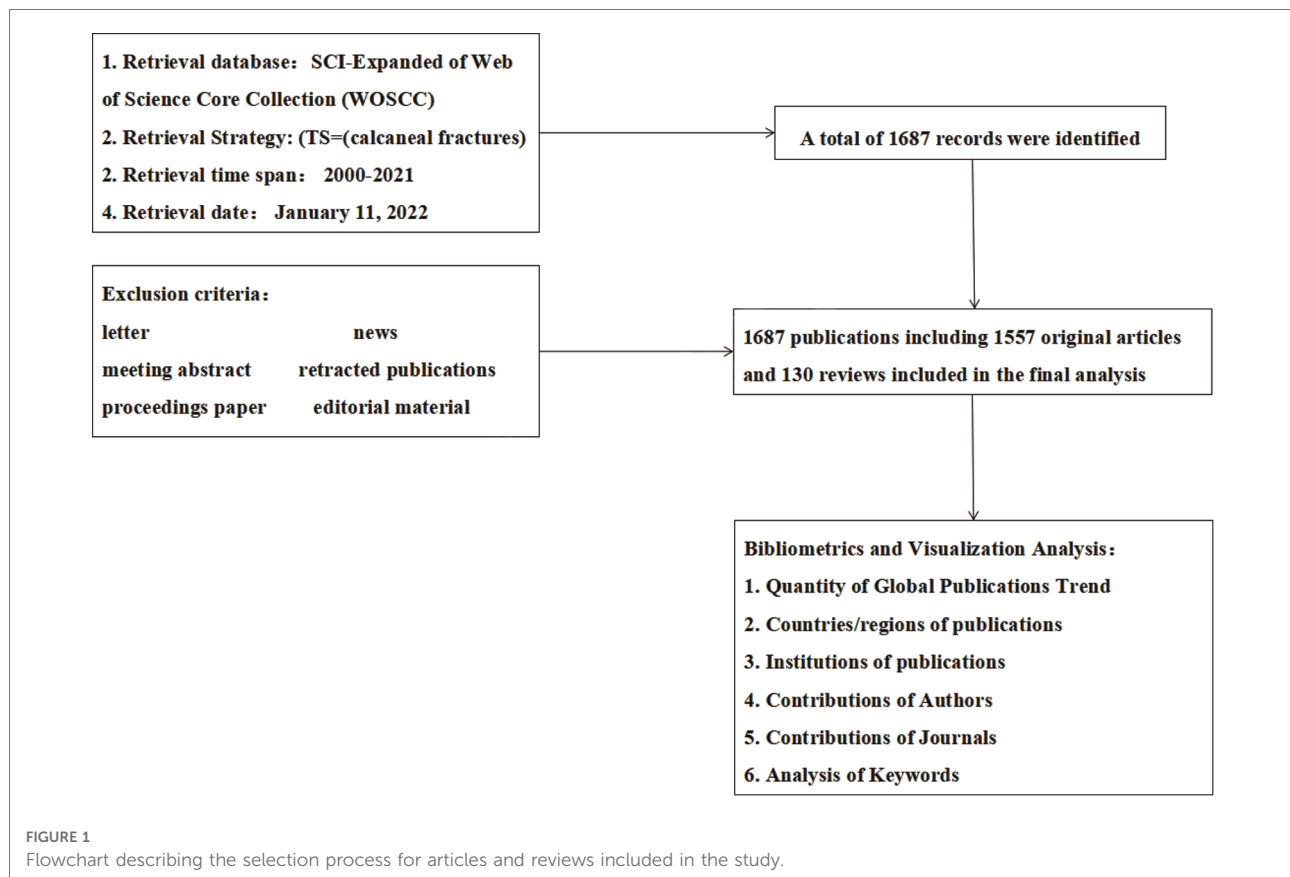 1. Retrieval database： SCI-Expanded of Web
of Science Core Collection (WOSCC)
2. Retrieval Strategy: (TS=(calcaneal fractures)
2. Retrieval time span： 2000-2021
4. Retrieval date： January 11, 2022
A total of 1687 records were identified
Exclusion criteria：
letter news
meeting abstract retracted publications
proceedings paper editorial material
1687 publications including 1557 original articles
and 130 reviews included in the final analysis
Bibliometrics and Visualization Analysis：
1. Quantity of Global Publications Trend
2. Countries/regions of publications
3. Institutions of publications
4. Contributions of Authors
5. Contributions of Journals
6. Analysis of Keywords
FIGURE 1
Flowchart describing the selection process for articles and reviews included in the study.